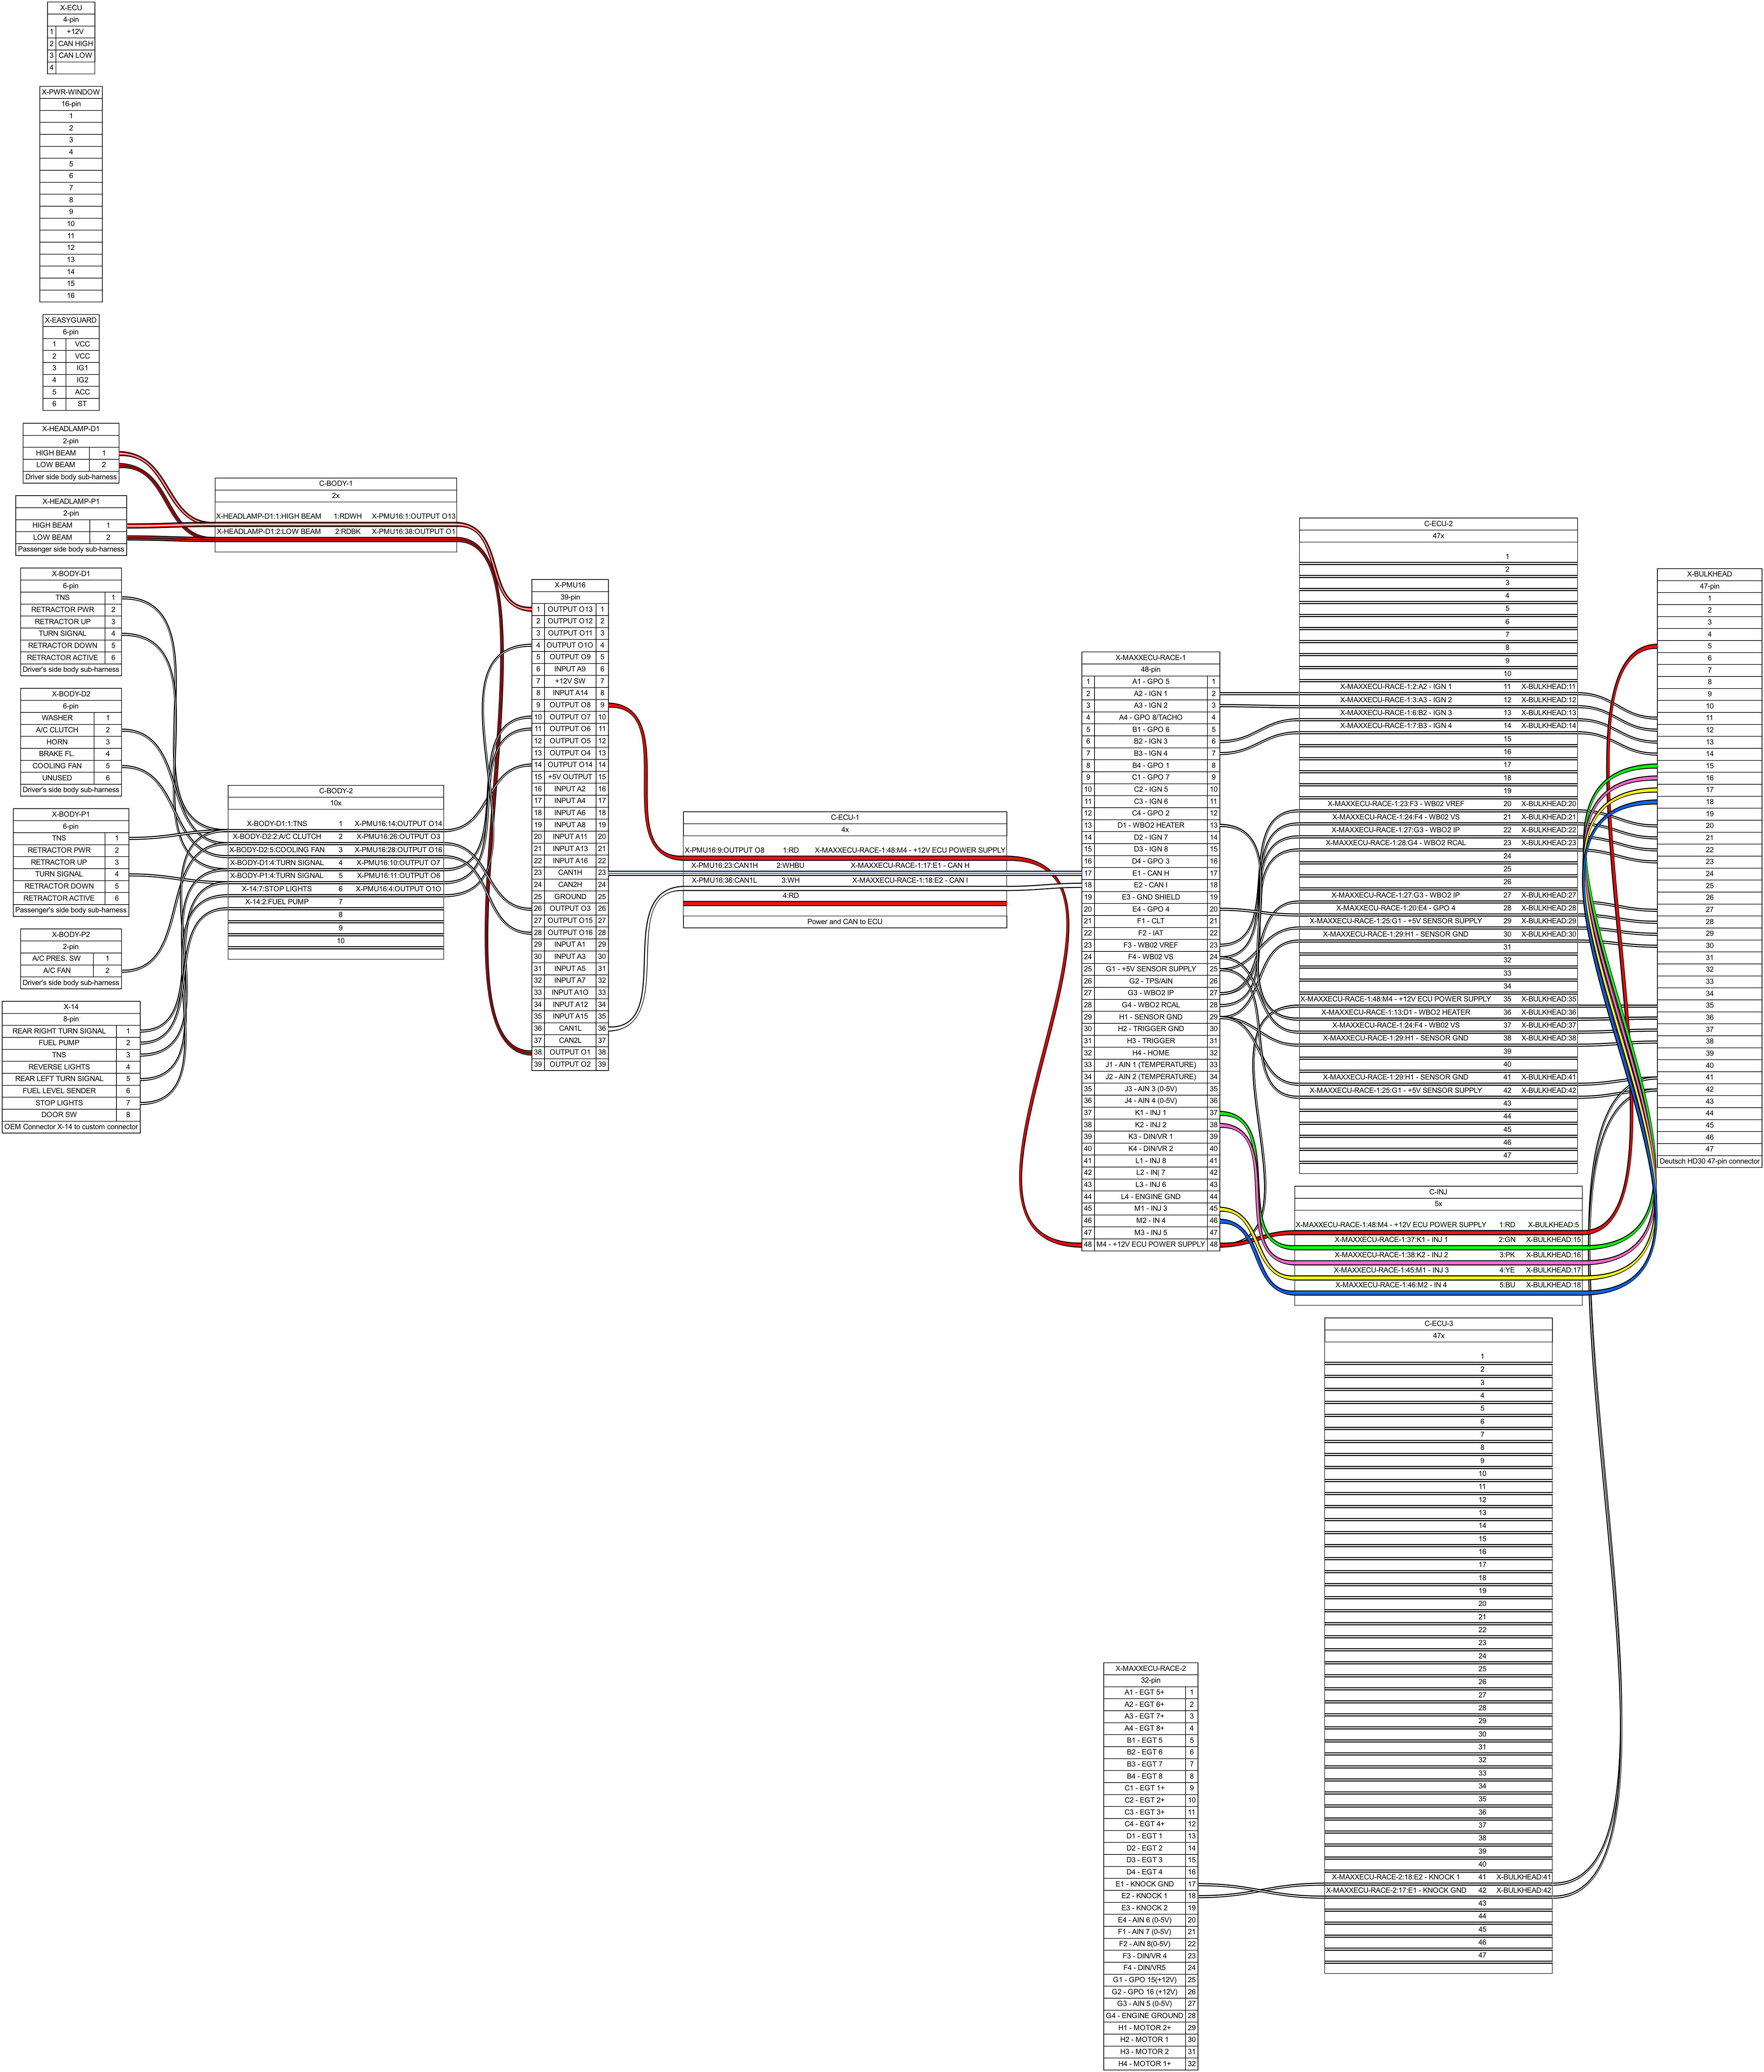 X-ECU
4-pin
1 +12V
2 CAN HIGH
3 CAN LOW
4
X-PWR-WINDOW
16-pin
1
2
3
4
5
6
7
8
9
10
11
12
13
14
15
16
X-EASYGUARD
6-pin
1 VCC
2 VCC
3 IG1
4 IG2
5 ACC
6 ST
X-HEADLAMP-D1
2-pin
HIGH BEAM 1
LOW BEAM 2
Driver side body sub-harness
X-HEADLAMP-P1
2-pin
HIGH BEAM 1
LOW BEAM 2
Passenger side body sub-harness
X-BODY-D1
6-pin
TNS 1
RETRACTOR PWR 2
RETRACTOR UP 3
TURN SIGNAL 4
RETRACTOR DOWN 5
RETRACTOR ACTIVE 6
Driver's side body sub-harness
X-BODY-D2
6-pin
WASHER 1
A/C CLUTCH 2
HORN 3
BRAKE FL. 4
COOLING FAN 5
UNUSED 6
Driver's side body sub-harness
X-BODY-P1
6-pin
TNS 1
RETRACTOR PWR 2
RETRACTOR UP 3
TURN SIGNAL 4
RETRACTOR DOWN 5
RETRACTOR ACTIVE 6
Passenger's side body sub-harness
X-BODY-P2
2-pin
A/C PRES. SW 1
A/C FAN 2
Driver's side body sub-harness
X-14
8-pin
REAR RIGHT TURN SIGNAL 1
FUEL PUMP 2
TNS 3
REVERSE LIGHTS 4
REAR LEFT TURN SIGNAL 5
FUEL LEVEL SENDER 6
STOP LIGHTS 7
DOOR SW 8
OEM Connector X-14 to custom connector
C-BODY-1
2x
X-HEADLAMP-D1:1:HIGH BEAM 1:RDWH X-PMU16:1:OUTPUT O13
X-HEADLAMP-D1:2:LOW BEAM 2:RDBK X-PMU16:38:OUTPUT O1
C-BODY-2
10x
X-BODY-D1:1:TNS 1 X-PMU16:14:OUTPUT O14
X-BODY-D2:2:A/C CLUTCH 2 X-PMU16:26:OUTPUT O3
X-BODY-D2:5:COOLING FAN 3 X-PMU16:28:OUTPUT O16
X-BODY-D1:4:TURN SIGNAL 4 X-PMU16:10:OUTPUT O7
X-BODY-P1:4:TURN SIGNAL 5 X-PMU16:11:OUTPUT O6
X-14:7:STOP LIGHTS 6 X-PMU16:4:OUTPUT O1O
X-14:2:FUEL PUMP 7
8
9
10
X-PMU16
39-pin
1 OUTPUT O13 1
2 OUTPUT O12 2
3 OUTPUT O11 3
4 OUTPUT O1O 4
5 OUTPUT O9 5
6 INPUT A9 6
7 +12V SW 7
8 INPUT A14 8
9 OUTPUT O8 9
10 OUTPUT O7 10
11 OUTPUT O6 11
12 OUTPUT O5 12
13 OUTPUT O4 13
14 OUTPUT O14 14
15 +5V OUTPUT 15
16 INPUT A2 16
17 INPUT A4 17
18 INPUT A6 18
19 INPUT A8 19
20 INPUT A11 20
21 INPUT A13 21
22 INPUT A16 22
23 CAN1H 23
24 CAN2H 24
25 GROUND 25
26 OUTPUT O3 26
27 OUTPUT O15 27
28 OUTPUT O16 28
29 INPUT A1 29
30 INPUT A3 30
31 INPUT A5 31
32 INPUT A7 32
33 INPUT A1O 33
34 INPUT A12 34
35 INPUT A15 35
36 CAN1L 36
37 CAN2L 37
38 OUTPUT O1 38
39 OUTPUT O2 39
C-ECU-1
4x
X-PMU16:9:OUTPUT O8 1:RD X-MAXXECU-RACE-1:48:M4 - +12V ECU POWER SUPPLY
X-PMU16:23:CAN1H 2:WHBU X-MAXXECU-RACE-1:17:E1 - CAN H
X-PMU16:36:CAN1L 3:WH X-MAXXECU-RACE-1:18:E2 - CAN I
4:RD
Power and CAN to ECU
X-MAXXECU-RACE-1
48-pin
1 A1 - GPO 5 1
2 A2 - IGN 1 2
3 A3 - IGN 2 3
4 A4 - GPO 8/TACHO 4
5 B1 - GPO 6 5
6 B2 - IGN 3 6
7 B3 - IGN 4 7
8 B4 - GPO 1 8
9 C1 - GPO 7 9
10 C2 - IGN 5 10
11 C3 - IGN 6 11
12 C4 - GPO 2 12
13 D1 - WBO2 HEATER 13
14 D2 - IGN 7 14
15 D3 - IGN 8 15
16 D4 - GPO 3 16
17 E1 - CAN H 17
18 E2 - CAN I 18
19 E3 - GND SHIELD 19
20 E4 - GPO 4 20
21 F1 - CLT 21
22 F2 - IAT 22
23 F3 - WB02 VREF 23
24 F4 - WB02 VS 24
25 G1 - +5V SENSOR SUPPLY 25
26 G2 - TPS/AIN 26
27 G3 - WBO2 IP 27
28 G4 - WBO2 RCAL 28
29 H1 - SENSOR GND 29
30 H2 - TRIGGER GND 30
31 H3 - TRIGGER 31
32 H4 - HOME 32
33 J1 - AIN 1 (TEMPERATURE) 33
34 J2 - AIN 2 (TEMPERATURE) 34
35 J3 - AIN 3 (0-5V) 35
36 J4 - AIN 4 (0-5V) 36
37 K1 - INJ 1 37
38 K2 - INJ 2 38
39 K3 - DIN/VR 1 39
40 K4 - DIN/VR 2 40
41 L1 - INJ 8 41
42 L2 - IN| 7 42
43 L3 - INJ 6 43
44 L4 - ENGINE GND 44
45 M1 - INJ 3 45
46 M2 - IN 4 46
47 M3 - INJ 5 47
48 M4 - +12V ECU POWER SUPPLY 48
C-ECU-2
47x
1
2
3
4
5
6
7
8
9
10
X-MAXXECU-RACE-1:2:A2 - IGN 1 11 X-BULKHEAD:11
X-MAXXECU-RACE-1:3:A3 - IGN 2 12 X-BULKHEAD:12
X-MAXXECU-RACE-1:6:B2 - IGN 3 13 X-BULKHEAD:13
X-MAXXECU-RACE-1:7:B3 - IGN 4 14 X-BULKHEAD:14
15
16
17
18
19
X-MAXXECU-RACE-1:23:F3 - WB02 VREF 20 X-BULKHEAD:20
X-MAXXECU-RACE-1:24:F4 - WB02 VS 21 X-BULKHEAD:21
X-MAXXECU-RACE-1:27:G3 - WBO2 IP 22 X-BULKHEAD:22
X-MAXXECU-RACE-1:28:G4 - WBO2 RCAL 23 X-BULKHEAD:23
24
25
26
X-MAXXECU-RACE-1:27:G3 - WBO2 IP 27 X-BULKHEAD:27
X-MAXXECU-RACE-1:20:E4 - GPO 4 28 X-BULKHEAD:28
X-MAXXECU-RACE-1:25:G1 - +5V SENSOR SUPPLY 29 X-BULKHEAD:29
X-MAXXECU-RACE-1:29:H1 - SENSOR GND 30 X-BULKHEAD:30
31
32
33
34
X-MAXXECU-RACE-1:48:M4 - +12V ECU POWER SUPPLY 35 X-BULKHEAD:35
X-MAXXECU-RACE-1:13:D1 - WBO2 HEATER 36 X-BULKHEAD:36
X-MAXXECU-RACE-1:24:F4 - WB02 VS 37 X-BULKHEAD:37
X-MAXXECU-RACE-1:29:H1 - SENSOR GND 38 X-BULKHEAD:38
39
40
X-MAXXECU-RACE-1:29:H1 - SENSOR GND 41 X-BULKHEAD:41
X-MAXXECU-RACE-1:25:G1 - +5V SENSOR SUPPLY 42 X-BULKHEAD:42
43
44
45
46
47
C-INJ
5x
X-MAXXECU-RACE-1:48:M4 - +12V ECU POWER SUPPLY 1:RD X-BULKHEAD:5
X-MAXXECU-RACE-1:37:K1 - INJ 1 2:GN X-BULKHEAD:15
X-MAXXECU-RACE-1:38:K2 - INJ 2 3:PK X-BULKHEAD:16
X-MAXXECU-RACE-1:45:M1 - INJ 3 4:YE X-BULKHEAD:17
X-MAXXECU-RACE-1:46:M2 - IN 4 5:BU X-BULKHEAD:18
X-BULKHEAD
47-pin
1
2
3
4
5
6
7
8
9
10
11
12
13
14
15
16
17
18
19
20
21
22
23
24
25
26
27
28
29
30
31
32
33
34
35
36
37
38
39
40
41
42
43
44
45
46
47
Deutsch HD30 47-pin connector
C-ECU-3
47x
1
2
3
4
5
6
7
8
9
10
11
12
13
14
15
16
17
18
19
20
21
22
23
24
25
26
27
28
29
30
31
32
33
34
35
36
37
38
39
40
X-MAXXECU-RACE-2:18:E2 - KNOCK 1 41 X-BULKHEAD:41
X-MAXXECU-RACE-2:17:E1 - KNOCK GND 42 X-BULKHEAD:42
43
44
45
46
47
X-MAXXECU-RACE-2
32-pin
A1 - EGT 5+ 1
A2 - EGT 6+ 2
A3 - EGT 7+ 3
A4 - EGT 8+ 4
B1 - EGT 5 5
B2 - EGT 6 6
B3 - EGT 7 7
B4 - EGT 8 8
C1 - EGT 1+ 9
C2 - EGT 2+ 10
C3 - EGT 3+ 11
C4 - EGT 4+ 12
D1 - EGT 1 13
D2 - EGT 2 14
D3 - EGT 3 15
D4 - EGT 4 16
E1 - KNOCK GND 17
E2 - KNOCK 1 18
E3 - KNOCK 2 19
E4 - AIN 6 (0-5V) 20
F1 - AIN 7 (0-5V) 21
F2 - AIN 8(0-5V) 22
F3 - DIN/VR 4 23
F4 - DIN/VR5 24
G1 - GPO 15(+12V) 25
G2 - GPO 16 (+12V) 26
G3 - AIN 5 (0-5V) 27
G4 - ENGINE GROUND 28
H1 - MOTOR 2+ 29
H2 - MOTOR 1 30
H3 - MOTOR 2 31
H4 - MOTOR 1+ 32